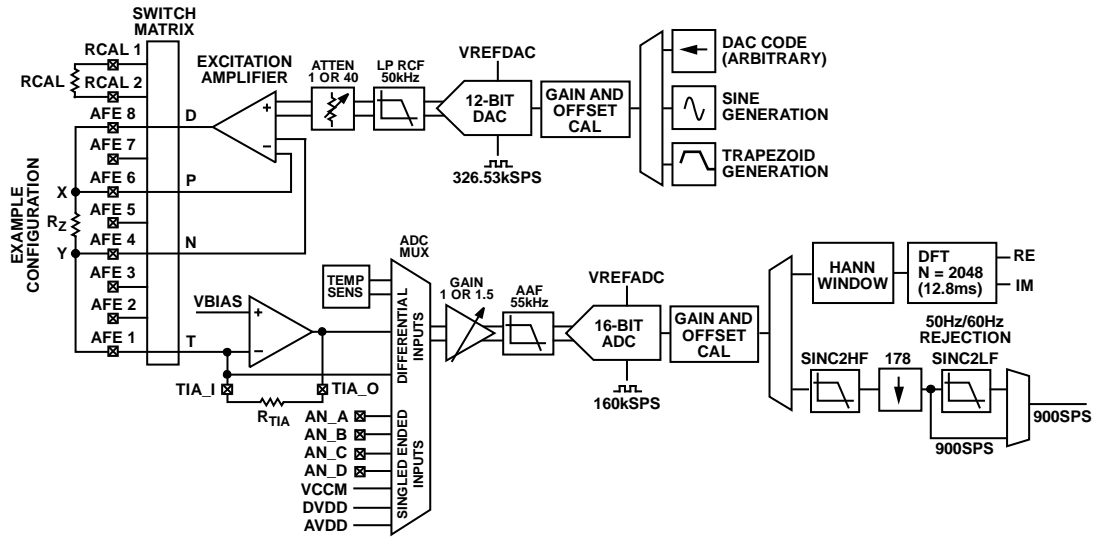 SWITCH
MATRIX
RCAL 1
RCAL
RCAL 2
AFE 8
AFE 7
AFE 6
X
AFE 5
RZ
AFE 4
Y
AFE 3
AFE 2
AFE 1
EXAMPLE
CONFIGURATION
D
P
N
T
EXCITATION
AMPLIFIER
+
–
–
ATTEN
1 OR 40
LP RCF
50kHz
VREFDAC
12-BIT
DAC
326.53kSPS
GAIN AND
OFFSET
CAL
DAC CODE
(ARBITRARY)
SINE
GENERATION
TRAPEZOID
GENERATION
VBIAS
+
–
TIA_I
TIA_O
RTIA
TEMP
SENS
ADC
MUX
DIFFERENTIAL
INPUTS
SINGLED ENDED
INPUTS
AN_A
AN_B
AN_C
AN_D
VCCM
DVDD
AVDD
GAIN
1 OR 1.5
AAF
55kHz
VREFADC
16-BIT
ADC
160kSPS
GAIN AND
OFFSET
CAL
HANN
WINDOW
DFT
N = 2048
(12.8ms)
RE
IM
50Hz/60Hz
REJECTION
SINC2HF
178
SINC2LF
900SPS
900SPS